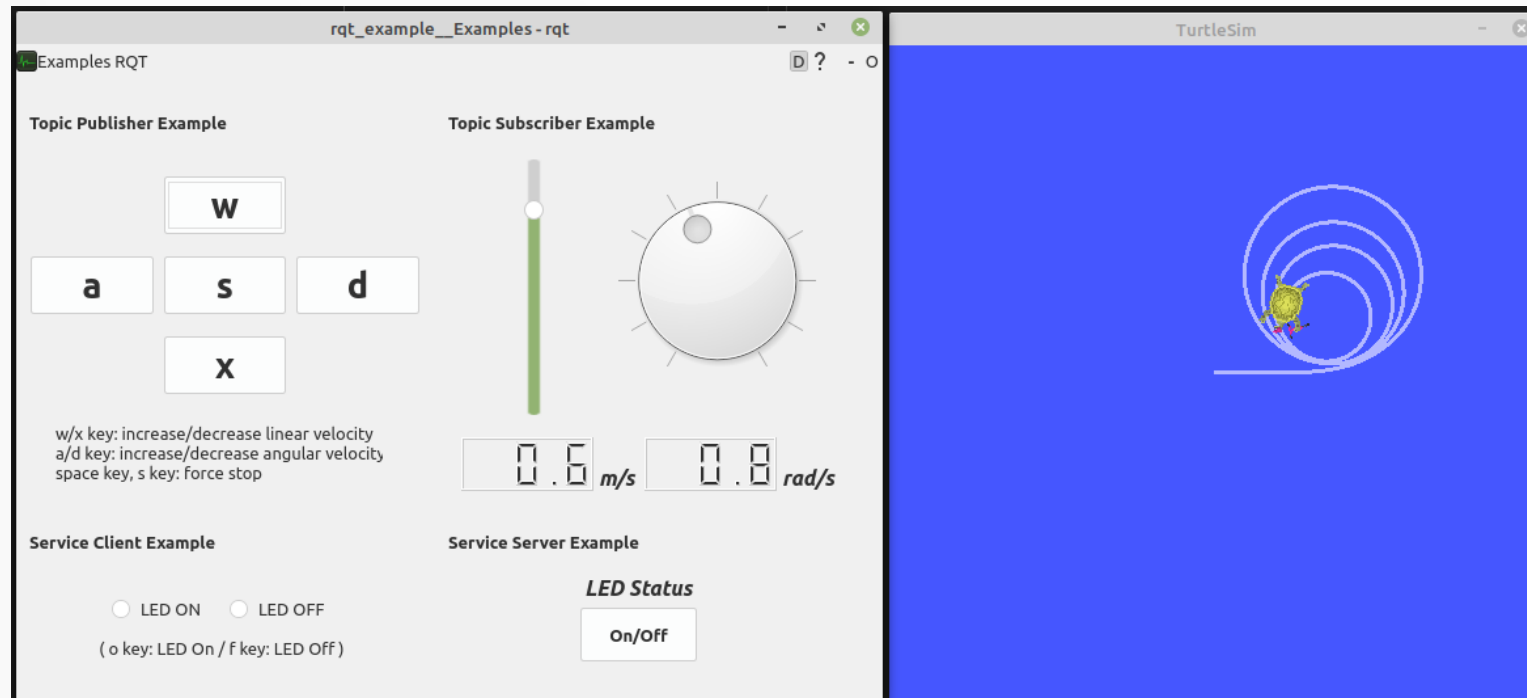 rqt_example__Examples - rqt
Examples RQT
D ? - O
Topic Publisher Example
w
a s d
x
w/x key: increase/decrease linear velocity
a/d key: increase/decrease angular velocity
space key, s key: force stop
Topic Subscriber Example
0.6 m/s 0.8 rad/s
Service Client Example
LED ON LED OFF
( o key: LED On / f key: LED Off )
Service Server Example
LED Status
On/Off
TurtleSim